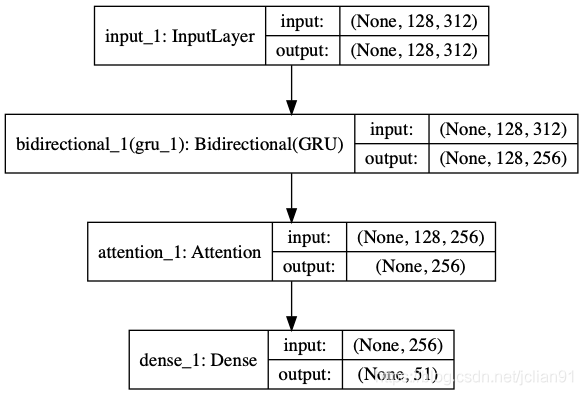 input_1: InputLayer
input: (None, 128, 312)
output: (None, 128, 312)
bidirectional_1(gru_1): Bidirectional(GRU)
input: (None, 128, 312)
output: (None, 128, 256)
attention_1: Attention
input: (None, 128, 256)
output: (None, 256)
dense_1: Dense
input: (None, 256)
output: (None, 51)
blog.csdn.net/jclian91